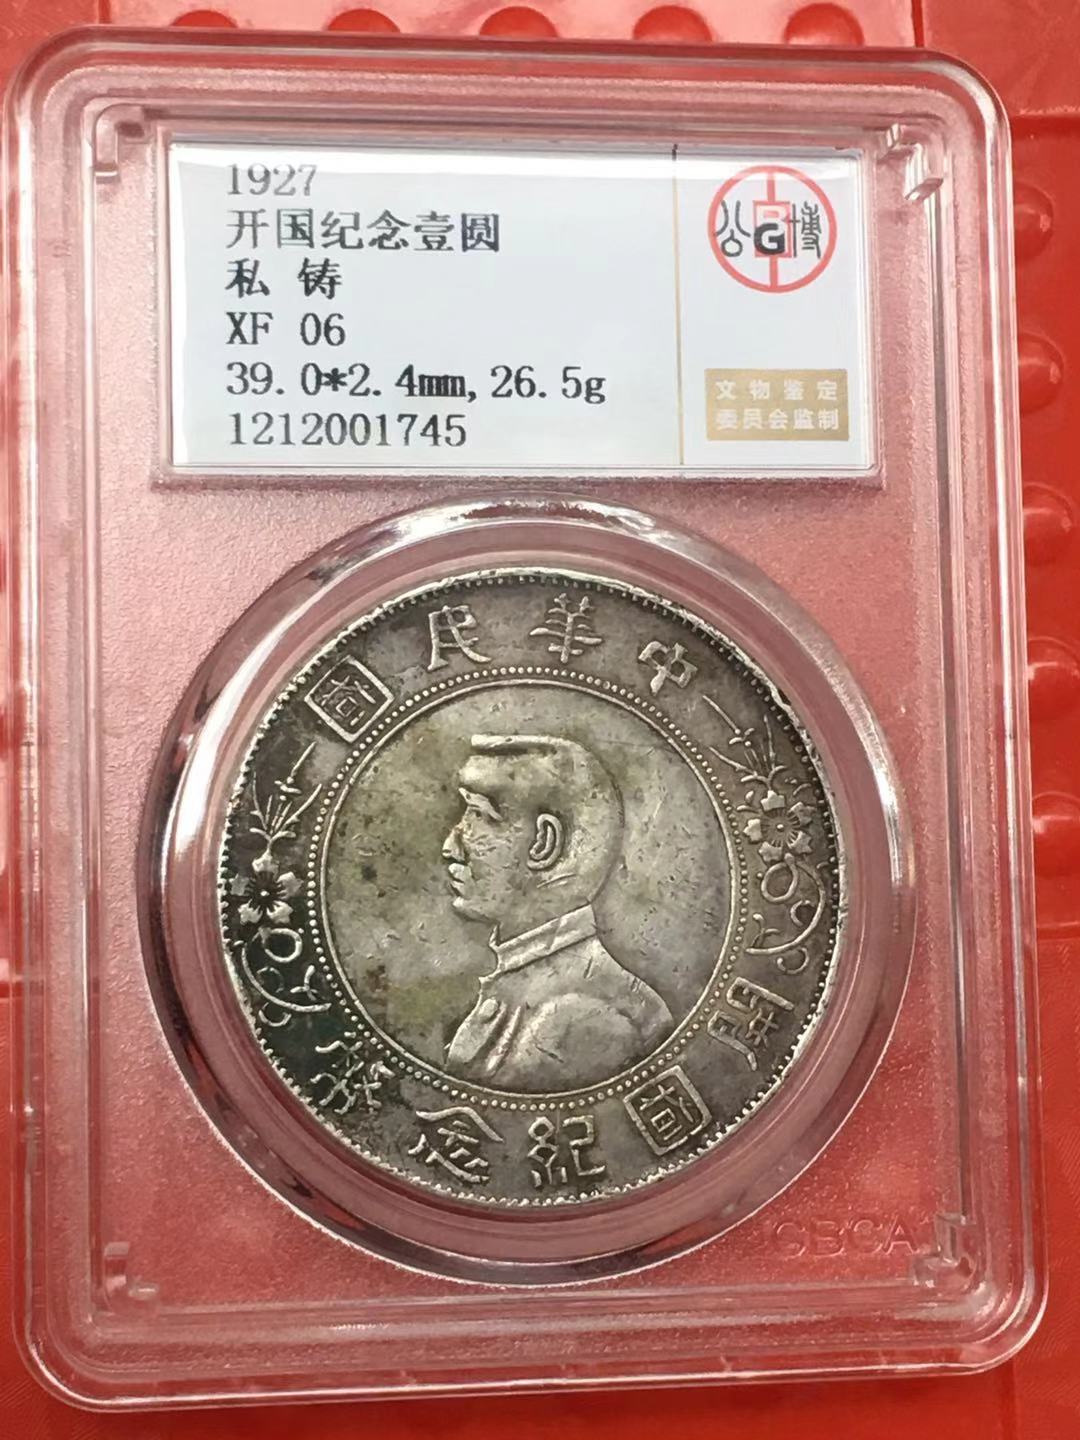 1927
开国纪念壹圆
私 铸
XF 06
39.0*2.4mm,26.5g
1212001745
公博
BG
文物鉴定
委员会监制
中華民國
開國紀念幣
GBCA